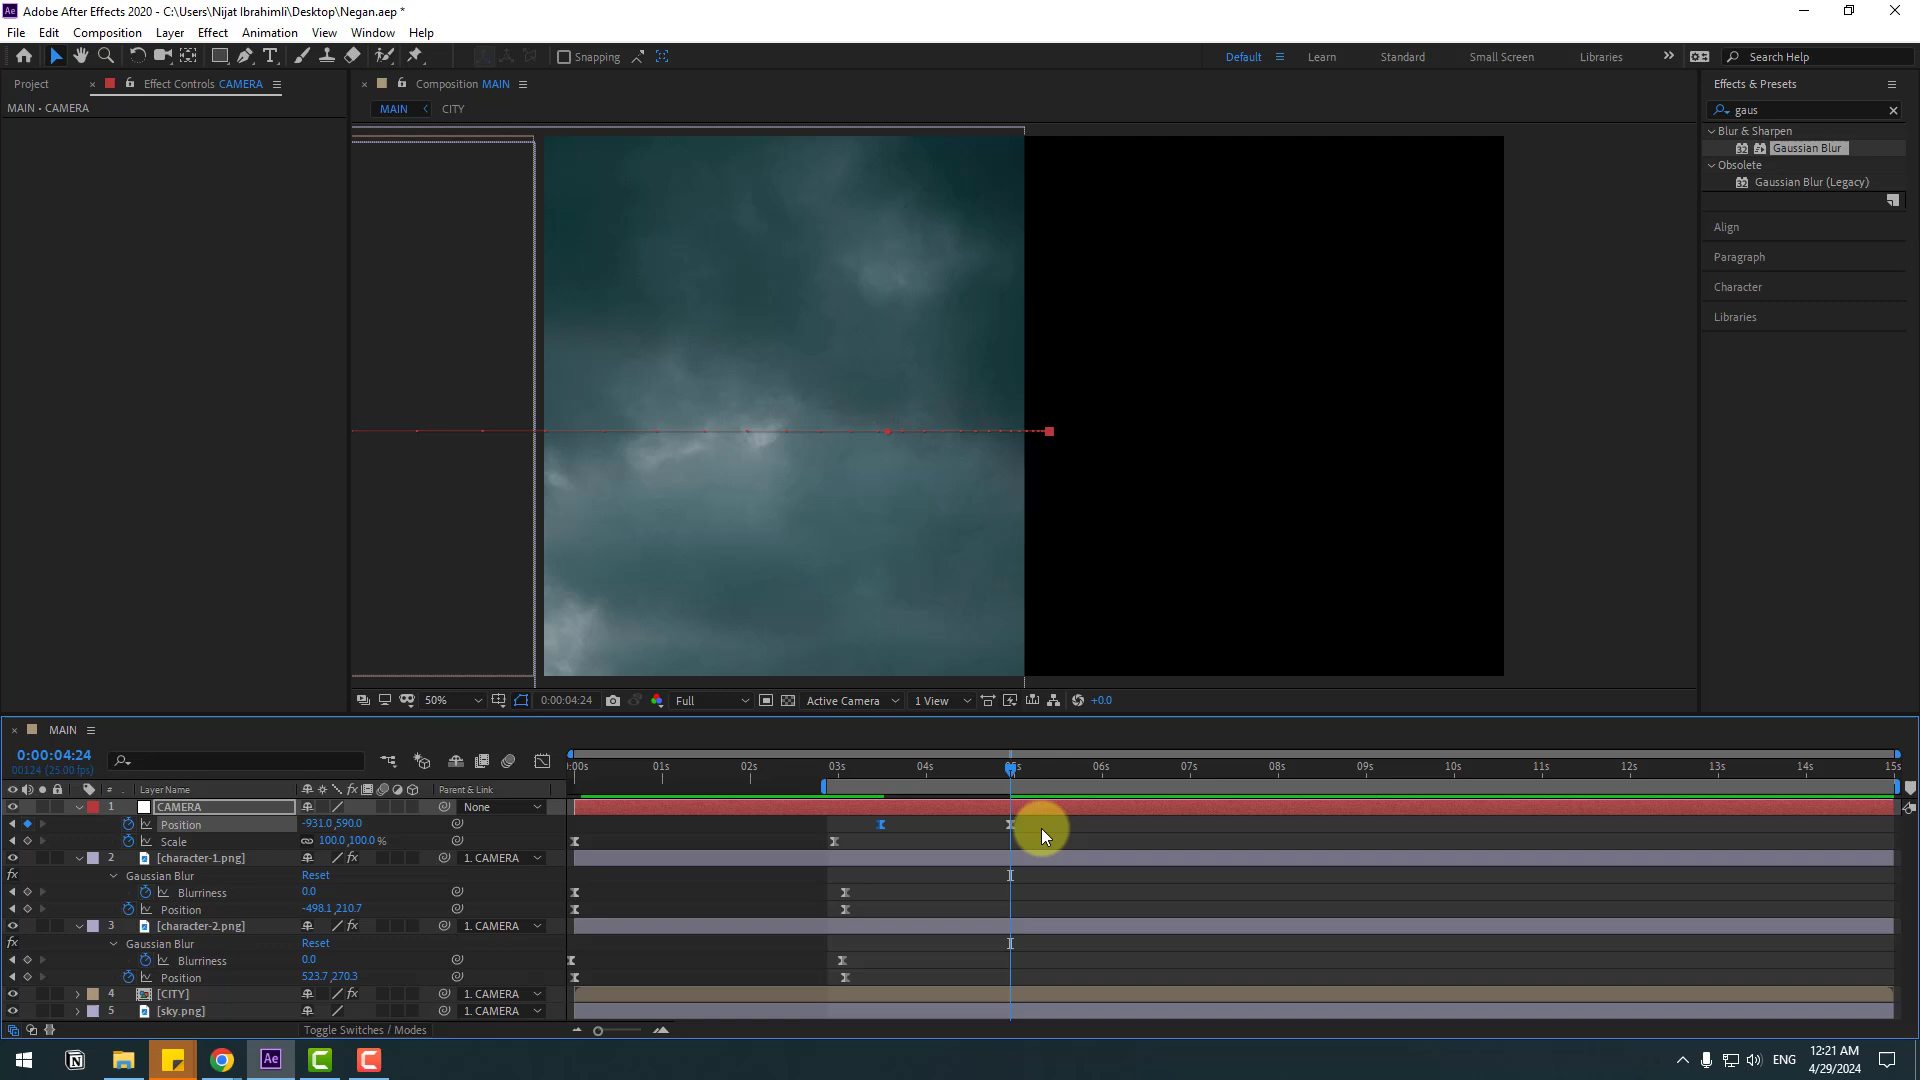 Adobe After Effects 2020 - C:\Users\Nijat Ibrahimli\Desktop\Negan.aep *
File Edit Composition Layer Effect Animation View Window Help
Snapping Default Learn Standard Small Screen Libraries Search Help
Project Effect Controls CAMERA Composition MAIN Effects & Presets
MAIN • CAMERA MAIN CITY gaus
Blur & Sharpen
Gaussian Blur
Obsolete
Gaussian Blur (Legacy)
Align
Paragraph
Character
Libraries
50% 0:00:04:24 Full Active Camera 1 View +0.0
MAIN
0:00:04:24
00124 (25.00 fps)
:00s 01s 02s 03s 04s 05s 06s 07s 08s 09s 10s 11s 12s 13s 14s 15s
# . Layer Name Parent & Link
1 CAMERA None
Position -931.0,590.0
Scale 100.0,100.0 %
2 [character-1.png] 1. CAMERA
Gaussian Blur Reset
Blurriness 0.0
Position -498.1,210.7
3 [character-2.png] 1. CAMERA
Gaussian Blur Reset
Blurriness 0.0
Position 523.7,270.3
4 [CITY] 1. CAMERA
5 [sky.png] 1. CAMERA
Toggle Switches / Modes
ENG 12:21 AM
4/29/2024